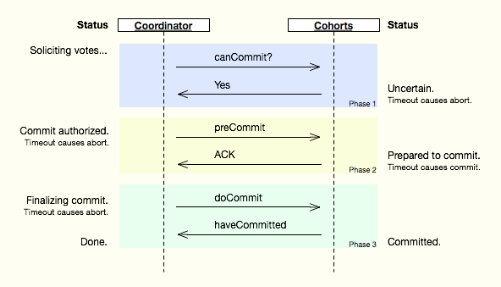 Status Coordinator Cohorts Status
Soliciting votes...
canCommit?
Yes
Uncertain.
Timeout causes abort.
Phase 1
Commit authorized.
Timeout causes abort.
preCommit
ACK
Prepared to commit.
Timeout causes commit.
Phase 2
Finalizing commit.
Timeout causes abort.
doCommit
haveCommitted
Done.
Committed.
Phase 3